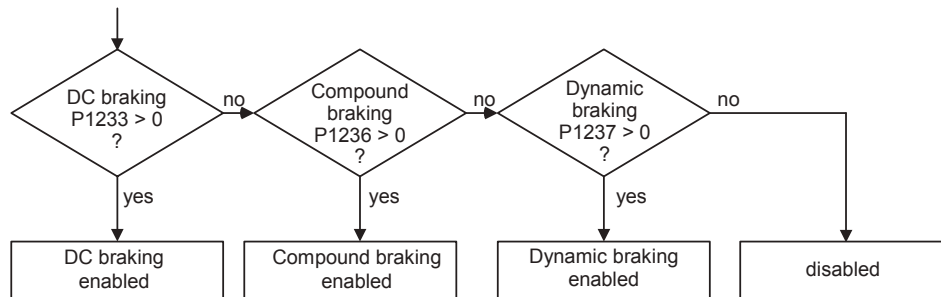 DC braking
P1233 > 0
?
no
Compound
braking
P1236 > 0
?
no
Dynamic
braking
P1237 > 0
?
no
yes
yes
yes
DC braking
enabled
Compound braking
enabled
Dynamic braking
enabled
disabled